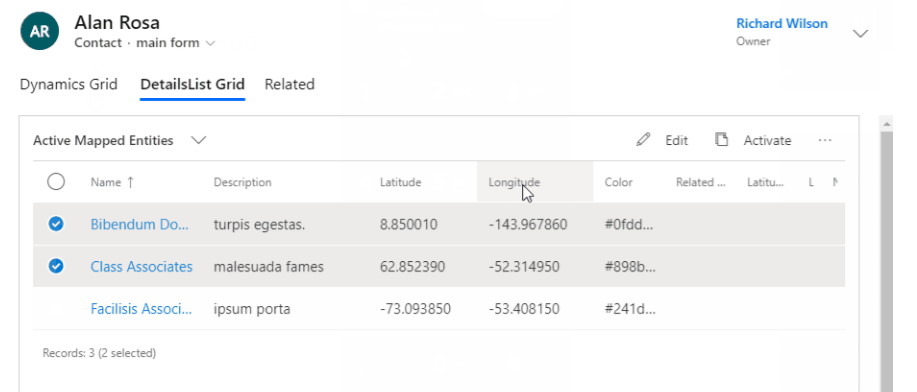 AR
Alan Rosa
Contact · main form
Richard Wilson
Owner
Dynamics Grid DetailsList Grid Related
Active Mapped Entities Edit Activate ...
Name ↑ Description Latitude Longitude Color Related ... Latitu... L
Bibendum Do... turpis egestas. 8.850010 -143.967860 #0fdd...
Class Associates malesuada fames 62.852390 -52.314950 #898b...
Facilisis Associ... ipsum porta -73.093850 -53.408150 #241d...
Records: 3 (2 selected)